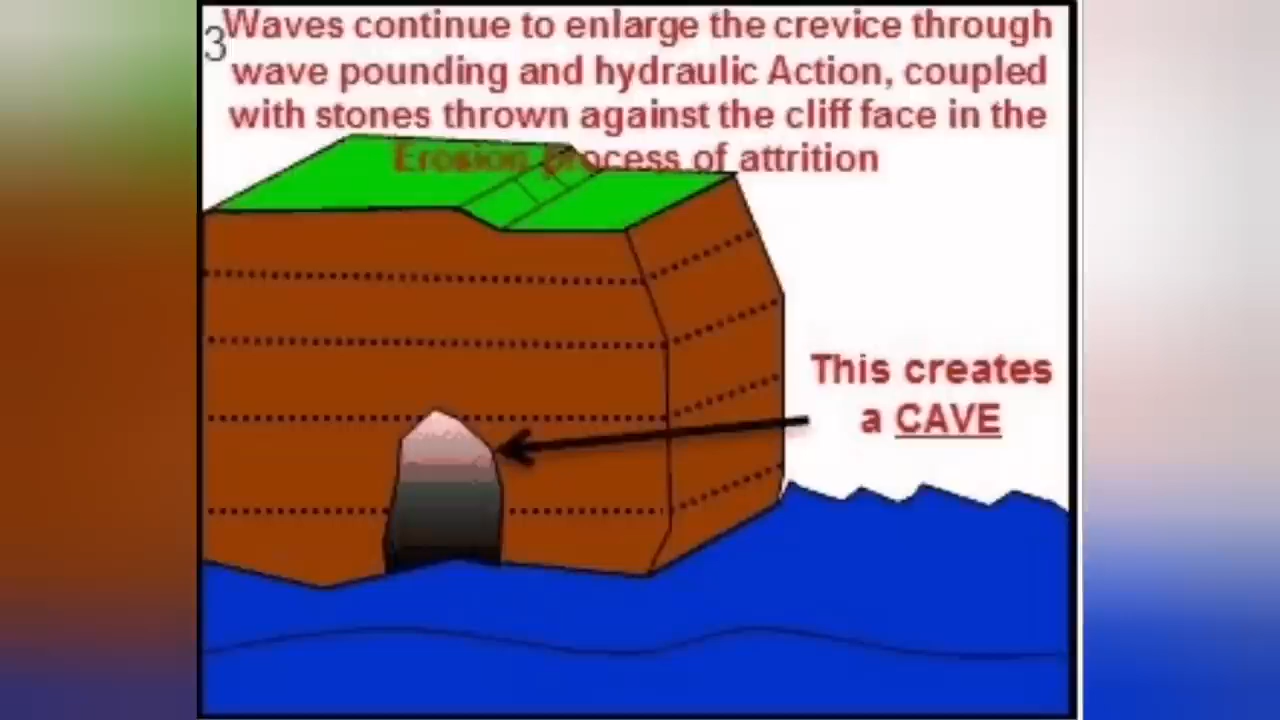 3
Waves continue to enlarge the crevice through
wave pounding and hydraulic Action, coupled
with stones thrown against the cliff face in the
Erosion process of attrition
This creates
a CAVE